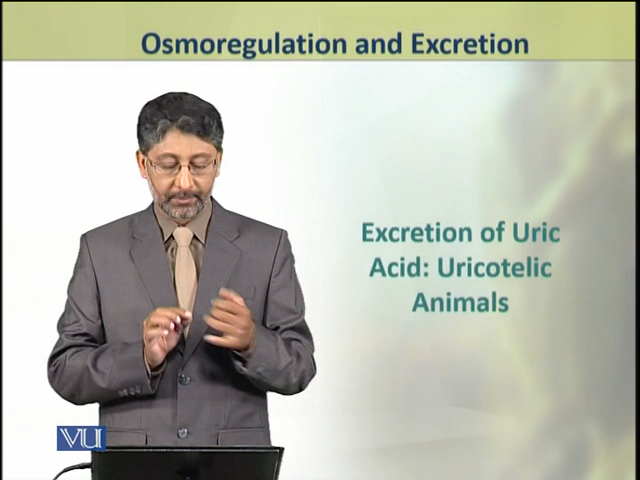 Osmoregulation and Excretion
Excretion of Uric
Acid: Uricotelic
Animals
VU